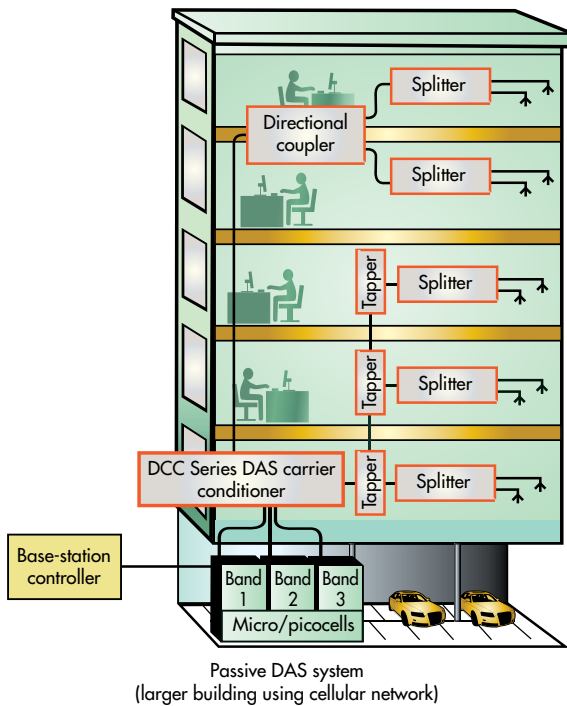 Splitter
Directional
coupler
Splitter
Tapper
Splitter
Tapper
Splitter
DCC Series DAS carrier
conditioner
Tapper
Splitter
Base-station
controller
Band
1
Band
2
Band
3
Micro/picocells
Passive DAS system
(larger building using cellular network)